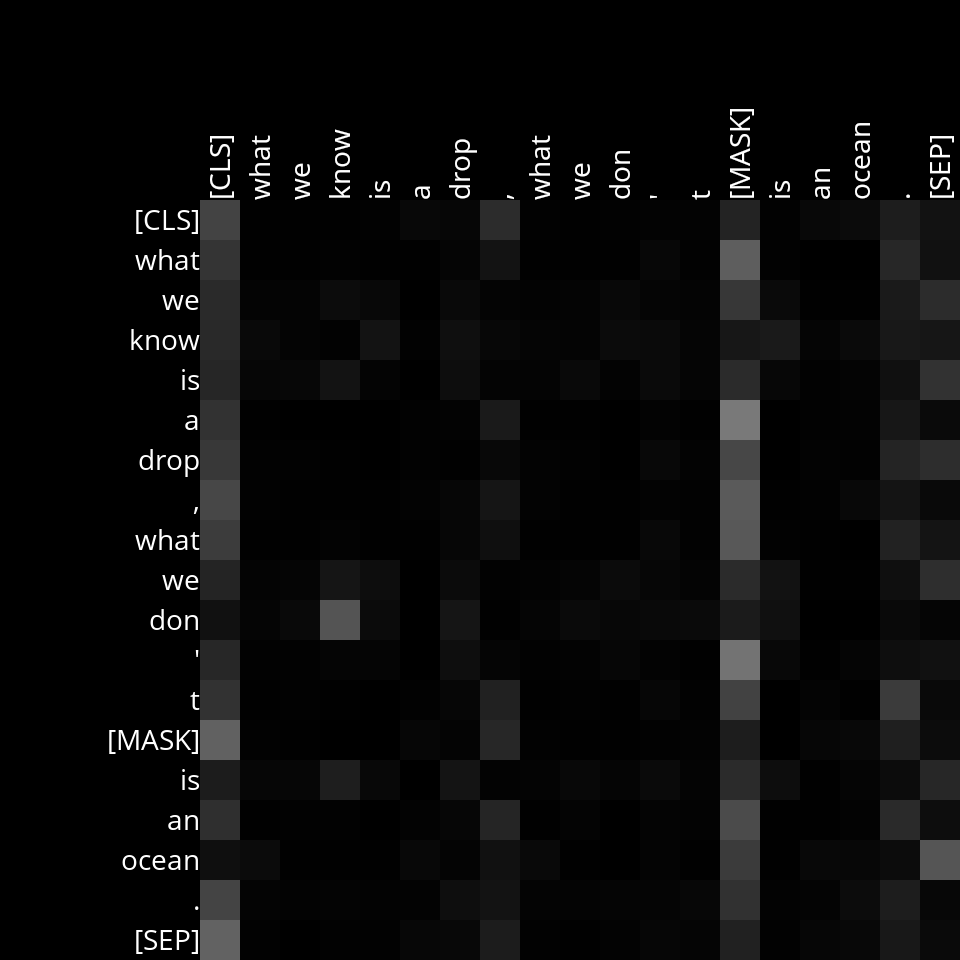 [CLS] what we know is a drop , what we don ' t [MASK] is an ocean . [SEP]
[CLS]
what
we
know
is
a
drop
,
what
we
don
'
t
[MASK]
is
an
ocean
.
[SEP]